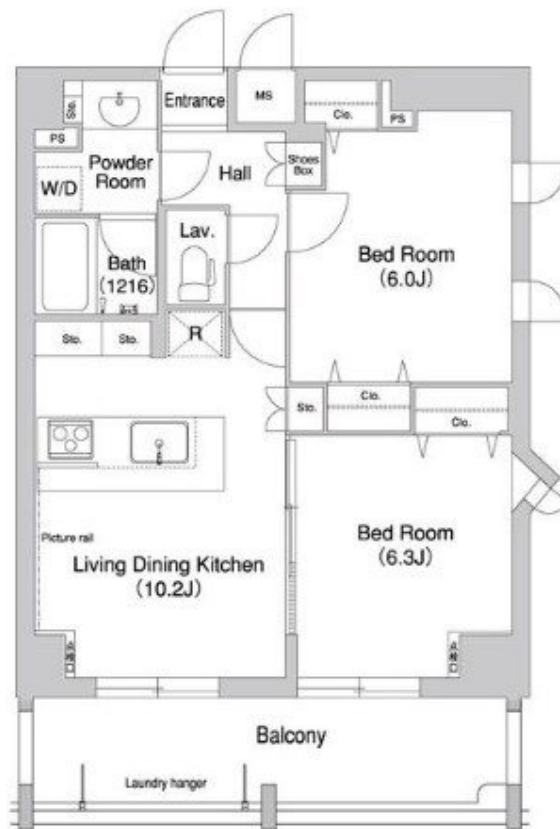 Entrance
MS
Sto.
Clo.
PS
PS
Powder
Room
Hall
Shoes
Box
W/D
Lav.
Bath
(1216)
Bed Room
(6.0J)
Sto.
Sto.
R
Sto.
Clo.
Clo.
Picture rail
Living Dining Kitchen
(10.2J)
Bed Room
(6.3J)
Balcony
Laundry hanger